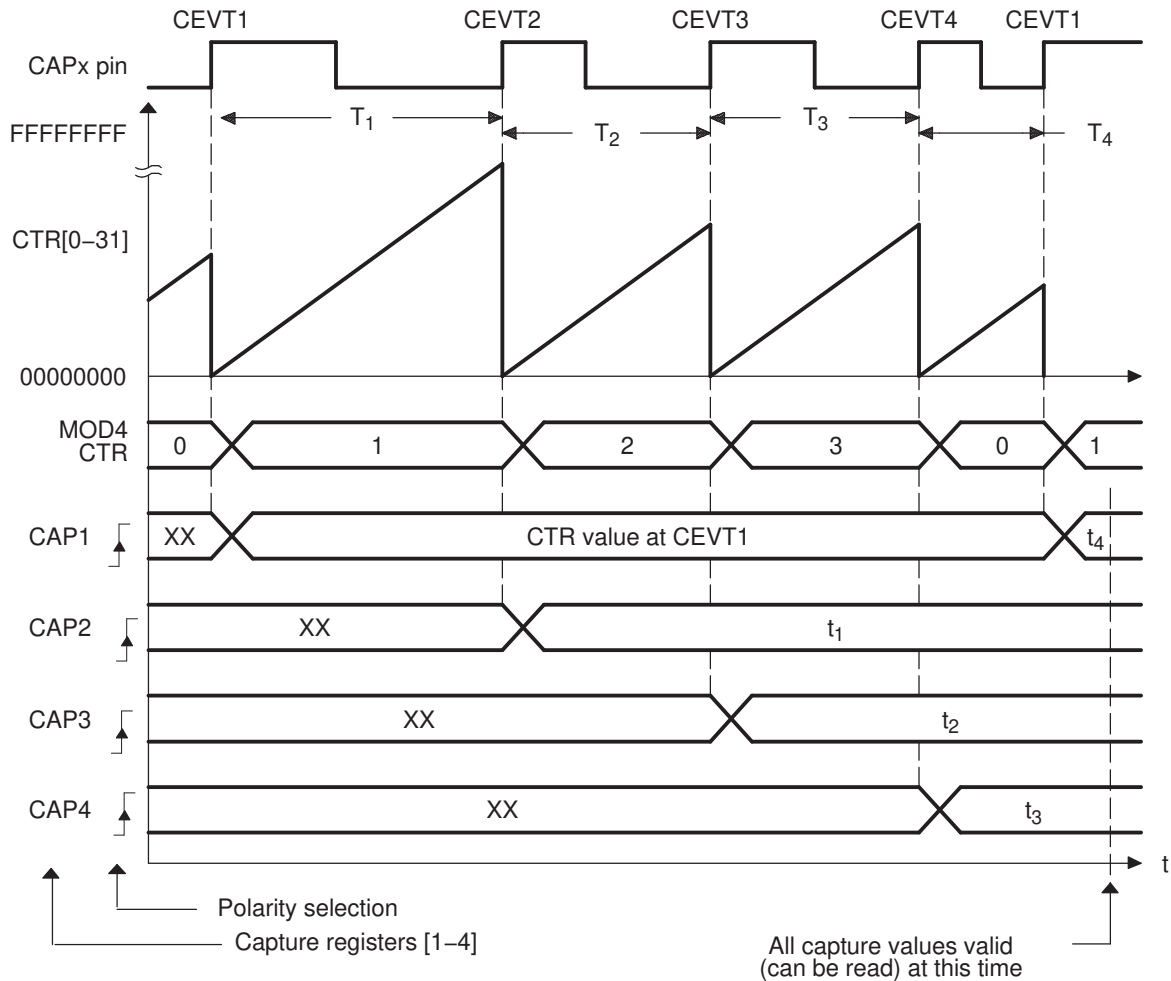 CEVT1 CEVT2 CEVT3 CEVT4 CEVT1
CAPx pin
T1 T3
FFFFFFFF T2 T4
CTR[0−31]
00000000
MOD4
CTR
0 1 2 3 0 1
CAP1 XX CTR value at CEVT1 t4
CAP2 XX t1
CAP3 XX t2
CAP4 XX t3
t
Polarity selection
Capture registers [1−4]
All capture values valid
(can be read) at this time